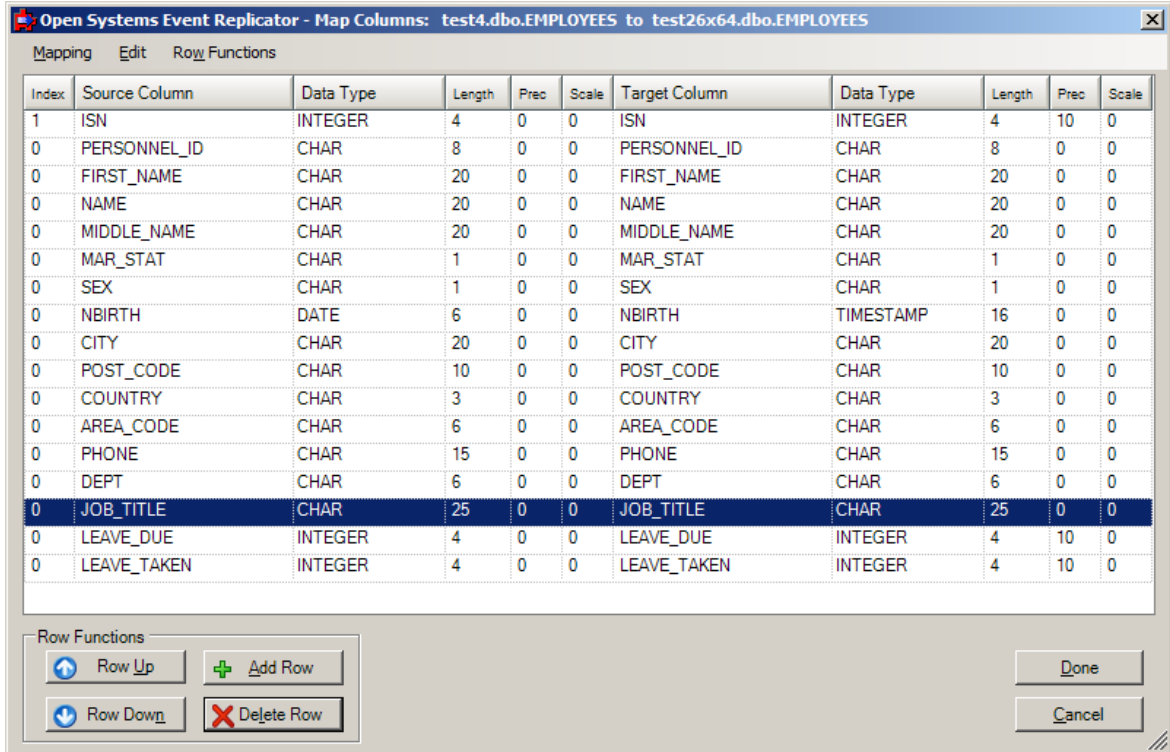 Open Systems Event Replicator - Map Columns: test4.dbo.EMPLOYEES to test26x64.dbo.EMPLOYEES
Mapping Edit Row Functions
Index Source Column Data Type Length Prec Scale Target Column Data Type Length Prec Scale
1 ISN INTEGER 4 0 0 ISN INTEGER 4 10 0
0 PERSONNEL_ID CHAR 8 0 0 PERSONNEL_ID CHAR 8 0 0
0 FIRST_NAME CHAR 20 0 0 FIRST_NAME CHAR 20 0 0
0 NAME CHAR 20 0 0 NAME CHAR 20 0 0
0 MIDDLE_NAME CHAR 20 0 0 MIDDLE_NAME CHAR 20 0 0
0 MAR_STAT CHAR 1 0 0 MAR_STAT CHAR 1 0 0
0 SEX CHAR 1 0 0 SEX CHAR 1 0 0
0 NBIRTH DATE 6 0 0 NBIRTH TIMESTAMP 16 0 0
0 CITY CHAR 20 0 0 CITY CHAR 20 0 0
0 POST_CODE CHAR 10 0 0 POST_CODE CHAR 10 0 0
0 COUNTRY CHAR 3 0 0 COUNTRY CHAR 3 0 0
0 AREA_CODE CHAR 6 0 0 AREA_CODE CHAR 6 0 0
0 PHONE CHAR 15 0 0 PHONE CHAR 15 0 0
0 DEPT CHAR 6 0 0 DEPT CHAR 6 0 0
0 JOB_TITLE CHAR 25 0 0 JOB_TITLE CHAR 25 0 0
0 LEAVE_DUE INTEGER 4 0 0 LEAVE_DUE INTEGER 4 10 0
0 LEAVE_TAKEN INTEGER 4 0 0 LEAVE_TAKEN INTEGER 4 10 0
Row Functions
Row Up Add Row Done
Row Down Delete Row Cancel